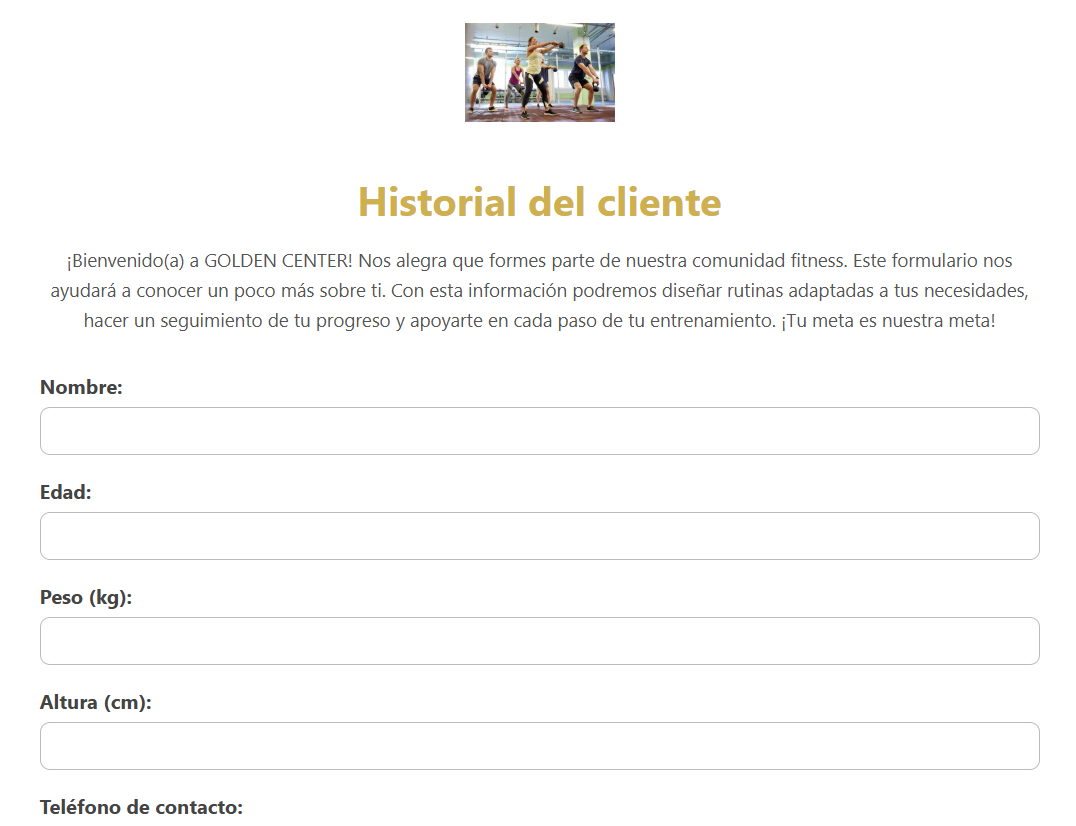 Historial del cliente
¡Bienvenido(a) a GOLDEN CENTER! Nos alegra que formes parte de nuestra comunidad fitness. Este formulario nos
ayudará a conocer un poco más sobre ti. Con esta información podremos diseñar rutinas adaptadas a tus necesidades,
hacer un seguimiento de tu progreso y apoyarte en cada paso de tu entrenamiento. ¡Tu meta es nuestra meta!
Nombre:
Edad:
Peso (kg):
Altura (cm):
Teléfono de contacto: